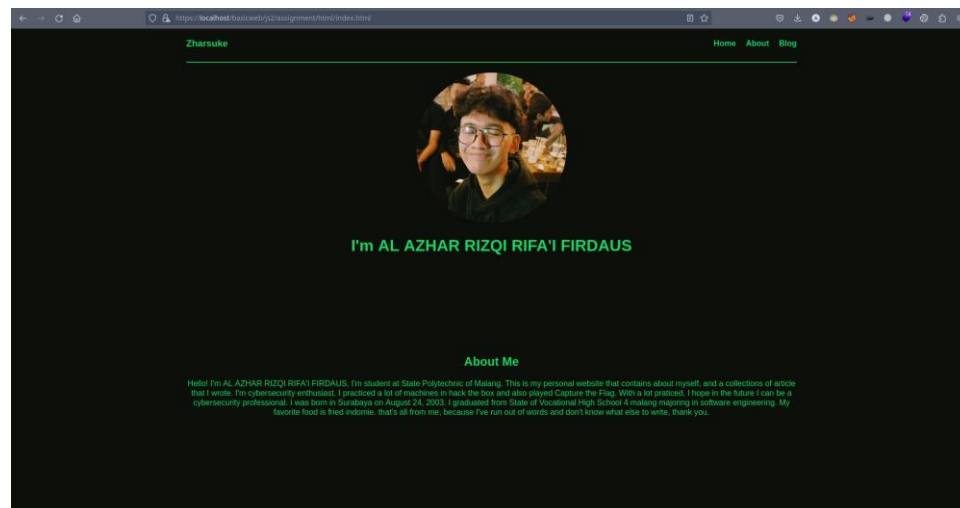 https://localhost/basicweb/js2/assignment/html/index.html
Zharsuke
Home About Blog
I'm AL AZHAR RIZQI RIFA'I FIRDAUS
About Me
Hello! I'm AL AZHAR RIZQI RIFA'I FIRDAUS, I'm student at State Polytechnic of Malang. This is my personal website that contains about myself, and a collections of article
that I wrote. I'm cybersecurity enthusiast. I practiced a lot of machines in hack the box and also played Capture the Flag. With a lot praticed, I hope in the future I can be a
cybersecurity professional. I was born in Surabaya on August 24, 2003. I graduated from State of Vocational High School 4 malang majoring in software engineering. My
favorite food is fried indomie. that's all from me, because I've run out of words and don't know what else to write, thank you.